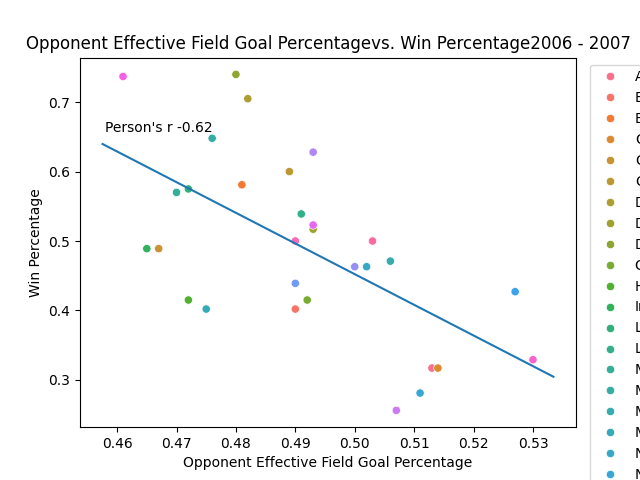 Opponent Effective Field Goal Percentagevs. Win Percentage2006 - 2007
Person's r -0.62
Win Percentage
0.7
0.6
0.5
0.4
0.3
0.46 0.47 0.48 0.49 0.50 0.51 0.52 0.53
Opponent Effective Field Goal Percentage